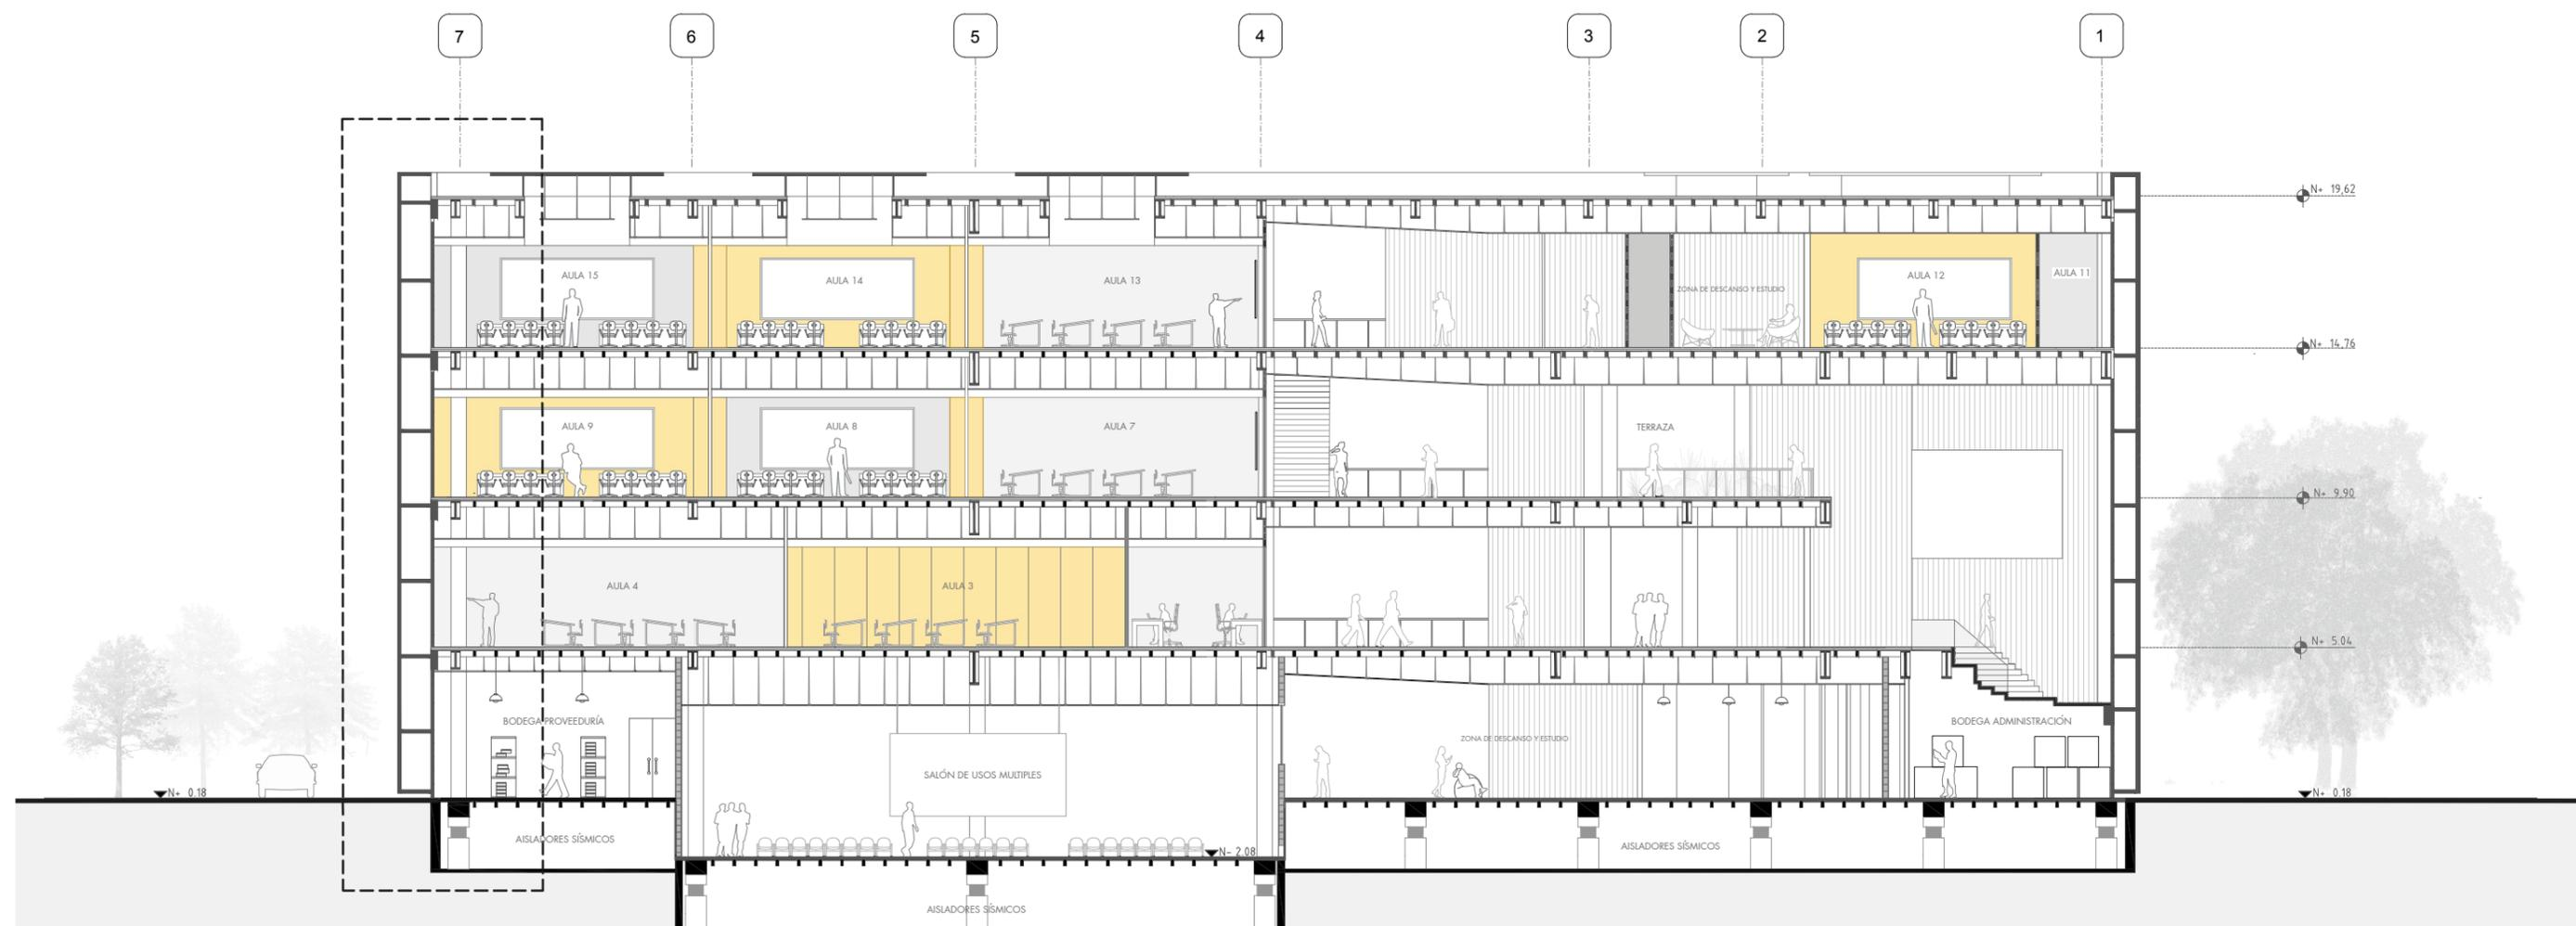 7 6 5 4 3 2 1
N+ 19,62
AULA 15 AULA 14 AULA 13 ZONA DE DESCANSO Y ESTUDIO AULA 12 AULA 11
N+ 14,76
AULA 9 AULA 8 AULA 7 TERRAZA
N+ 9,90
AULA 4 AULA 3
N+ 5,04
BODEGA PROVEEDURÍA SALÓN DE USOS MULTIPLES ZONA DE DESCANSO Y ESTUDIO BODEGA ADMINISTRACIÓN
N+ 0.18 N+ 0.18
AISLADORES SÍSMICOS N- 2.08 AISLADORES SÍSMICOS
AISLADORES SÍSMICOS